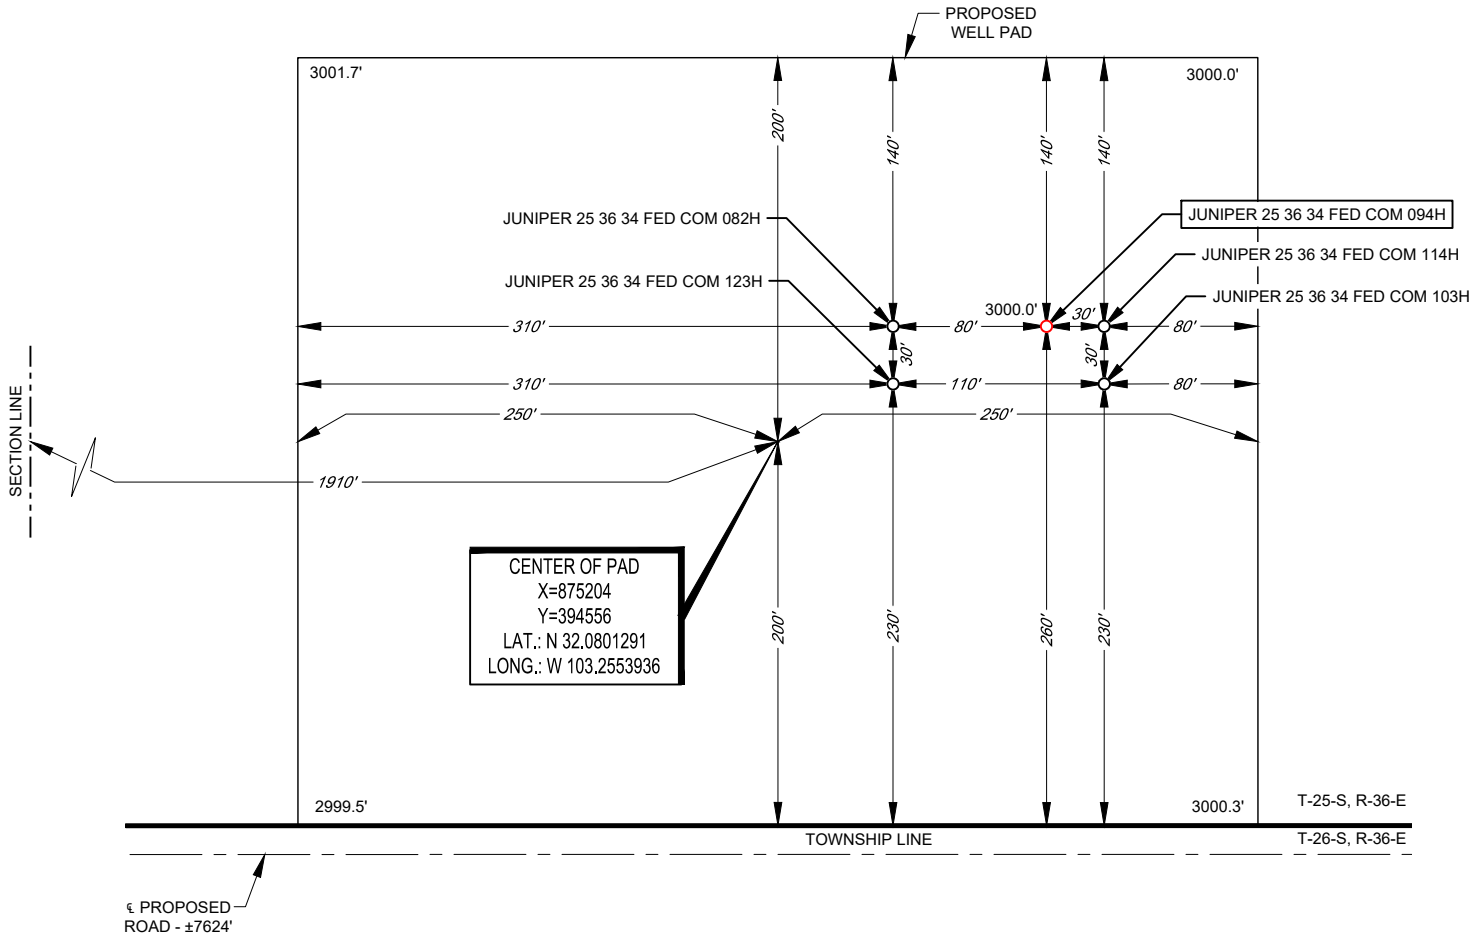 PROPOSED
WELL PAD
3001.7'
3000.0'
200'
140'
140'
140'
JUNIPER 25 36 34 FED COM 082H
JUNIPER 25 36 34 FED COM 094H
JUNIPER 25 36 34 FED COM 114H
JUNIPER 25 36 34 FED COM 123H
JUNIPER 25 36 34 FED COM 103H
3000.0'
310'
80'
30'
80'
30'
30'
310'
110'
80'
SECTION LINE
250'
250'
1910'
CENTER OF PAD
X=875204
Y=394556
LAT.: N 32.0801291
LONG.: W 103.2553936
200'
230'
260'
230'
2999.5'
3000.3'
T-25-S, R-36-E
TOWNSHIP LINE
T-26-S, R-36-E
℄ PROPOSED
ROAD - ±7624'